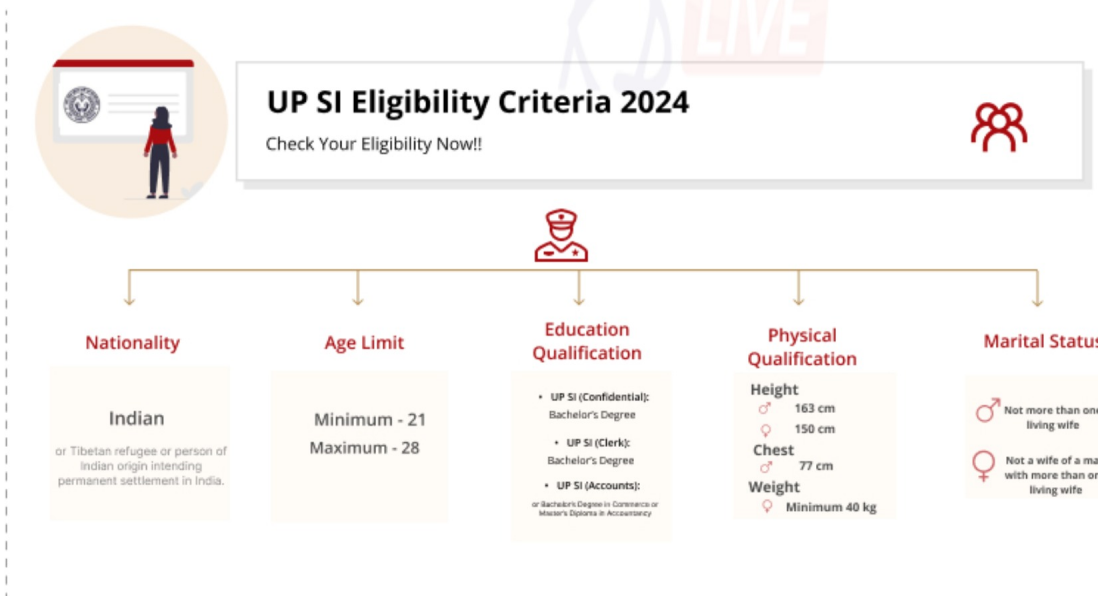 LIVE
UP SI Eligibility Criteria 2024
Check Your Eligibility Now!!
Nationality
Indian
or Tibetan refugee or person of
Indian origin intending
permanent settlement in India.
Age Limit
Minimum - 21
Maximum - 28
Education
Qualification
• UP SI (Confidential):
Bachelor's Degree
• UP SI (Clerk):
Bachelor's Degree
• UP SI (Accounts):
or Bachelor's Degree in Commerce or
Master's Diploma in Accountancy
Physical
Qualification
Height
♂ 163 cm
♀ 150 cm
Chest
♂ 77 cm
Weight
♀ Minimum 40 kg
Marital Status
♂ Not more than one
living wife
♀ Not a wife of a ma
with more than on
living wife